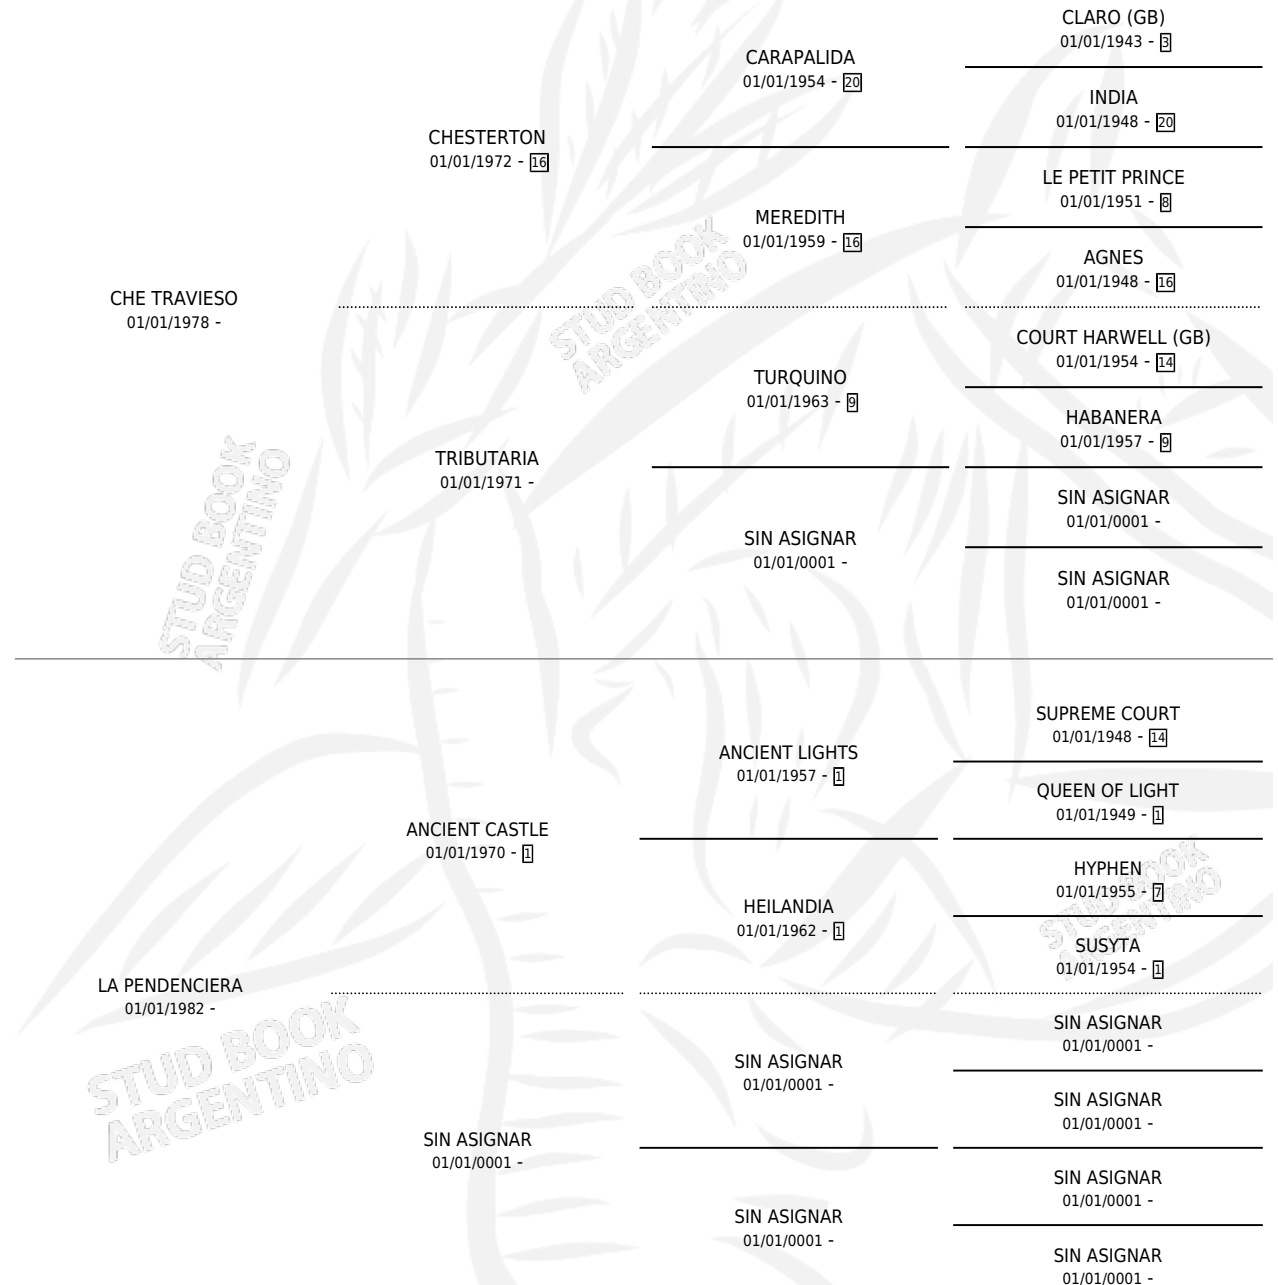 CLARO (GB)
01/01/1943 - 3
CARAPALIDA
01/01/1954 - 20
INDIA
01/01/1948 - 20
CHESTERTON
01/01/1972 - 16
LE PETIT PRINCE
01/01/1951 - 8
MEREDITH
01/01/1959 - 16
AGNES
01/01/1948 - 16
CHE TRAVIESO
01/01/1978 -
STUD BOOK
ARGENTINO
COURT HARWELL (GB)
01/01/1954 - 14
TURQUINO
01/01/1963 - 9
HABANERA
01/01/1957 - 9
TRIBUTARIA
01/01/1971 -
SIN ASIGNAR
01/01/0001 -
SIN ASIGNAR
01/01/0001 -
SIN ASIGNAR
01/01/0001 -
STUD BOOK
ARGENTINO
SUPREME COURT
01/01/1948 - 14
ANCIENT LIGHTS
01/01/1957 - 1
QUEEN OF LIGHT
01/01/1949 - 1
ANCIENT CASTLE
01/01/1970 - 1
HYPHEN
01/01/1955 - 7
HEILANDIA
01/01/1962 - 1
SUSYTA
01/01/1954 - 1
STUD BOOK
ARGENTINO
LA PENDENCIERA
01/01/1982 -
SIN ASIGNAR
01/01/0001 -
SIN ASIGNAR
01/01/0001 -
SIN ASIGNAR
01/01/0001 -
STUD BOOK
ARGENTINO
SIN ASIGNAR
01/01/0001 -
SIN ASIGNAR
01/01/0001 -
SIN ASIGNAR
01/01/0001 -
SIN ASIGNAR
01/01/0001 -